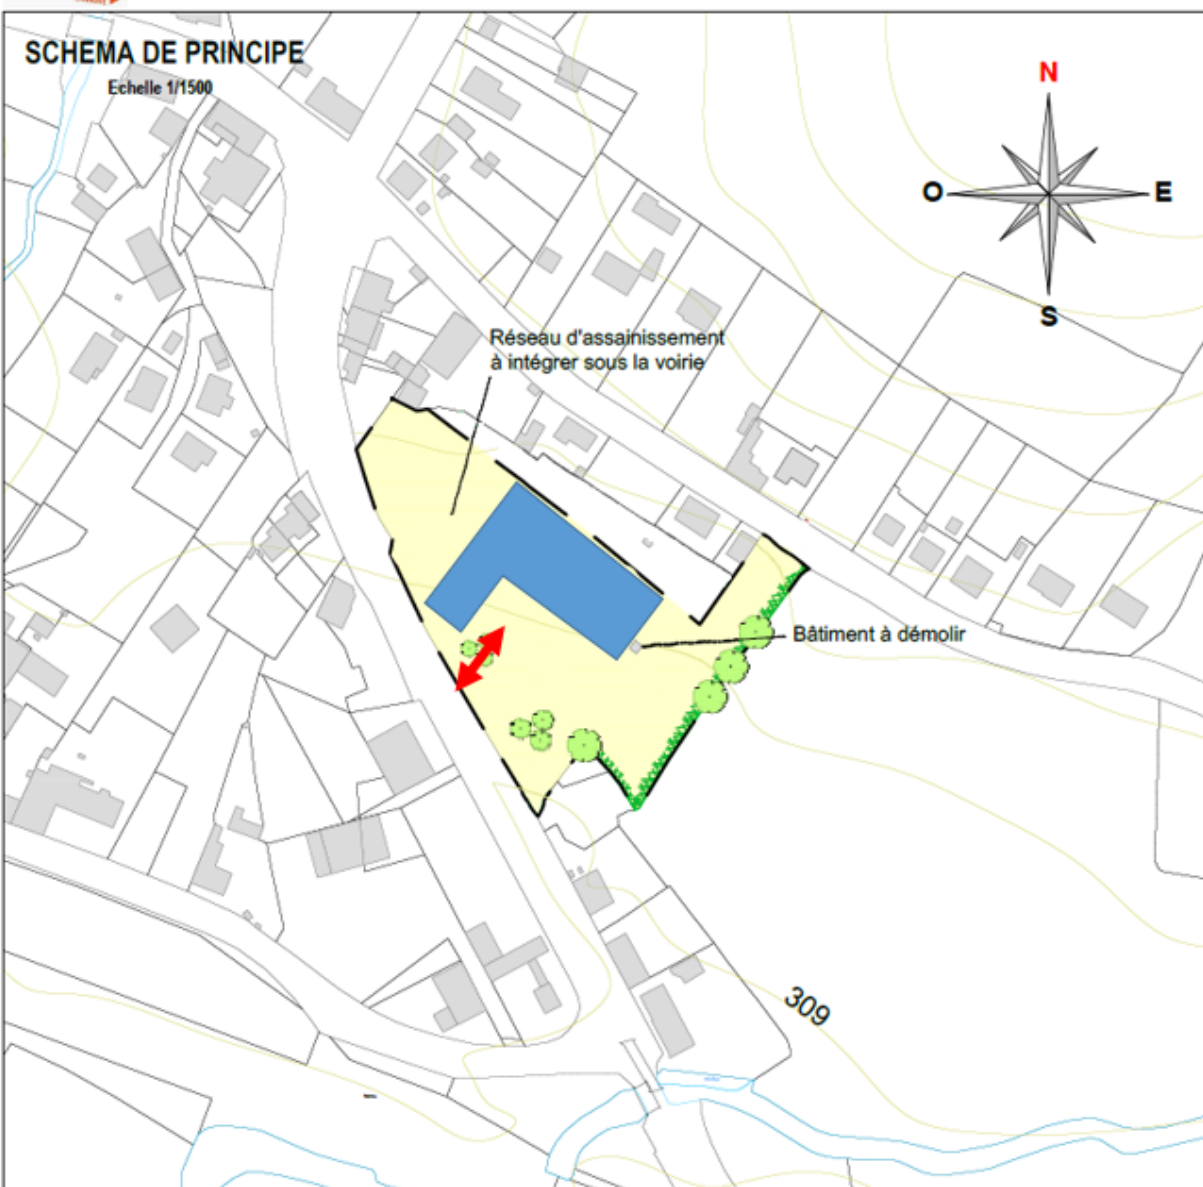 SCHEMA DE PRINCIPE
Echelle 1/1500
N
O
E
S
Réseau d'assainissement
à intégrer sous la voirie
Bâtiment à démolir
309